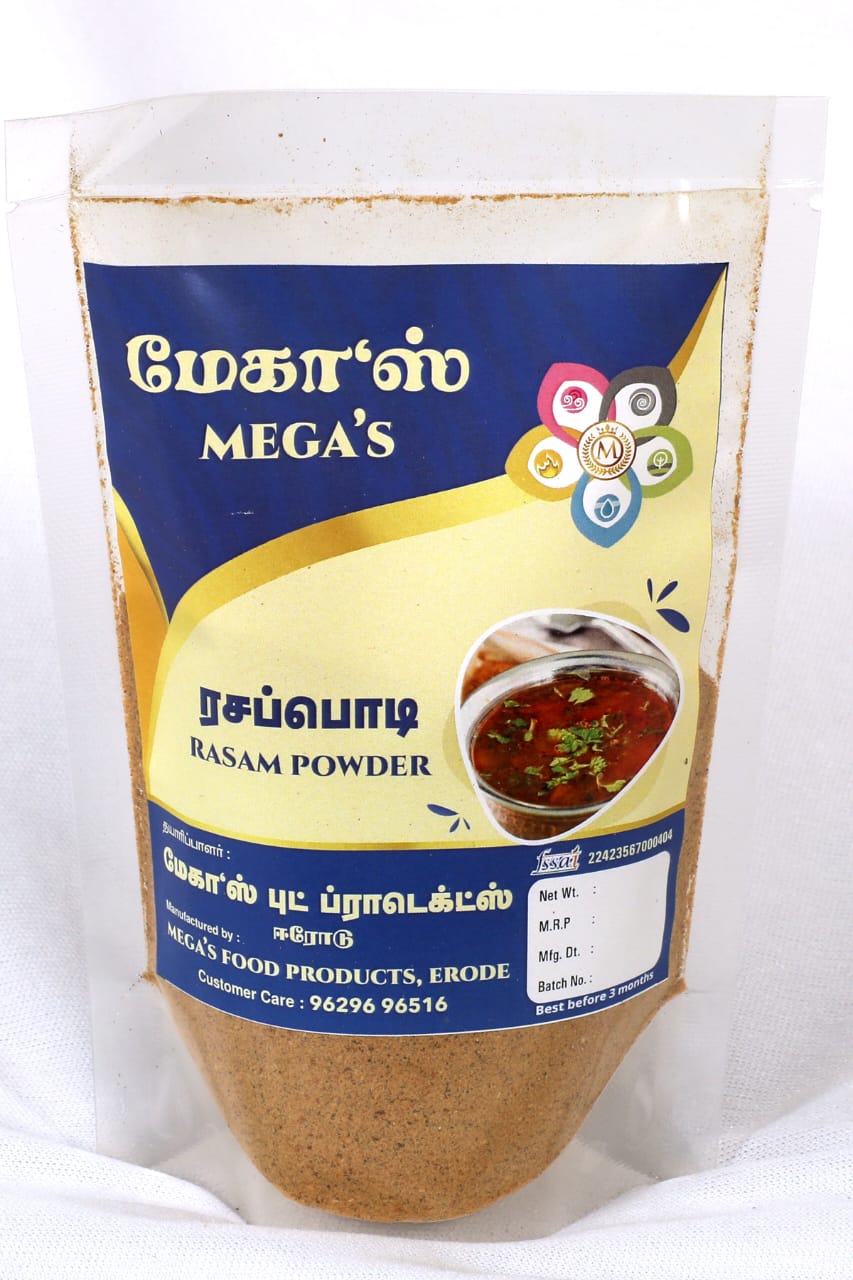 மேகா‘ஸ்
MEGA’S
M
ரசப்பொடி
RASAM POWDER
தயாரிப்பாளர் :
மேகா‘ஸ் புட் ப்ராடெக்ட்ஸ்
ஈரோடு
Manufactured by :
MEGA’S FOOD PRODUCTS, ERODE
Customer Care : 96296 96516
fssai 22423567000404
Net Wt. :
M.R.P :
Mfg. Dt. :
Batch No. :
Best before 3 months